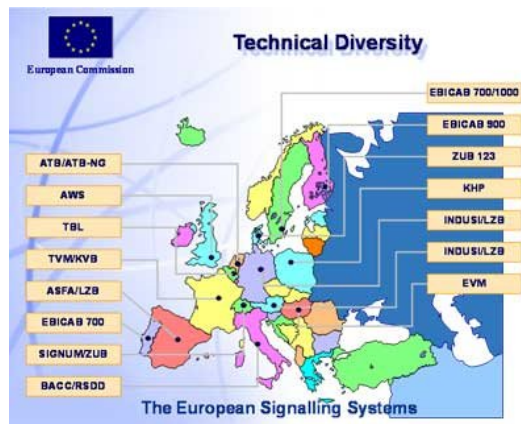 Technical Diversity
European Commission
EBICAB 700/1000
EBICAB 900
ZUB 123
KHP
INDUSI/LZB
INDUSI/LZB
EVM
ATB/ATB-NG
AWS
TBL
TVM/KVB
ASFA/LZB
EBICAB 700
SIGNUM/ZUB
BACC/RSDD
The European Signalling Systems